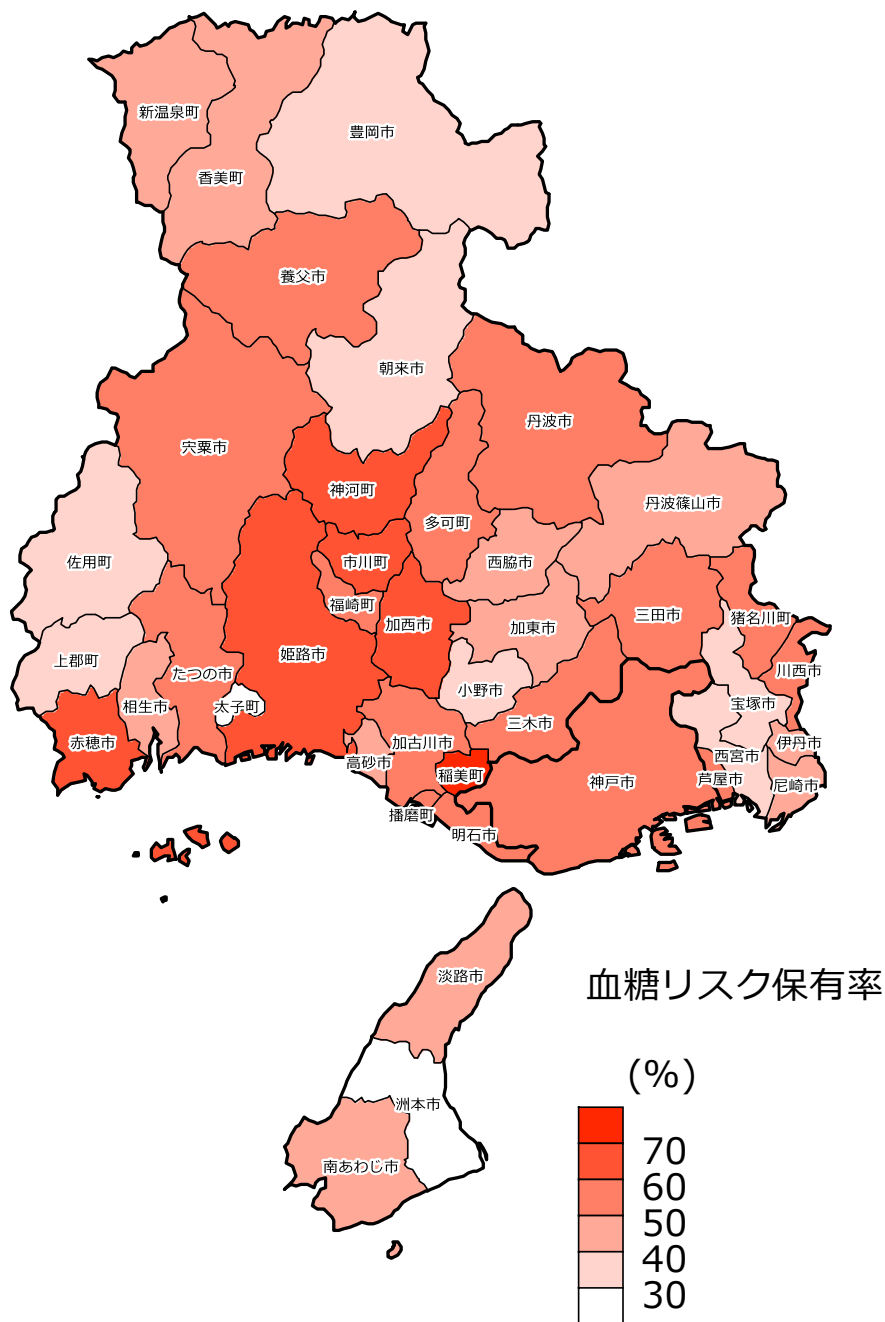 新温泉町
豊岡市
香美町
養父市
朝来市
丹波市
宍粟市
神河町
丹波篠山市
多可町
佐用町
市川町
西脇市
福崎町
加西市
加東市
三田市
猪名川町
姫路市
上郡町
たつの市
川西市
小野市
相生市
太子町
宝塚市
三木市
赤穂市
加古川市
伊丹市
西宮市
高砂市
稲美町
神戸市
芦屋市
尼崎市
播磨町
明石市
淡路市
血糖リスク保有率
(%)
洲本市
南あわじ市
70
60
50
40
30